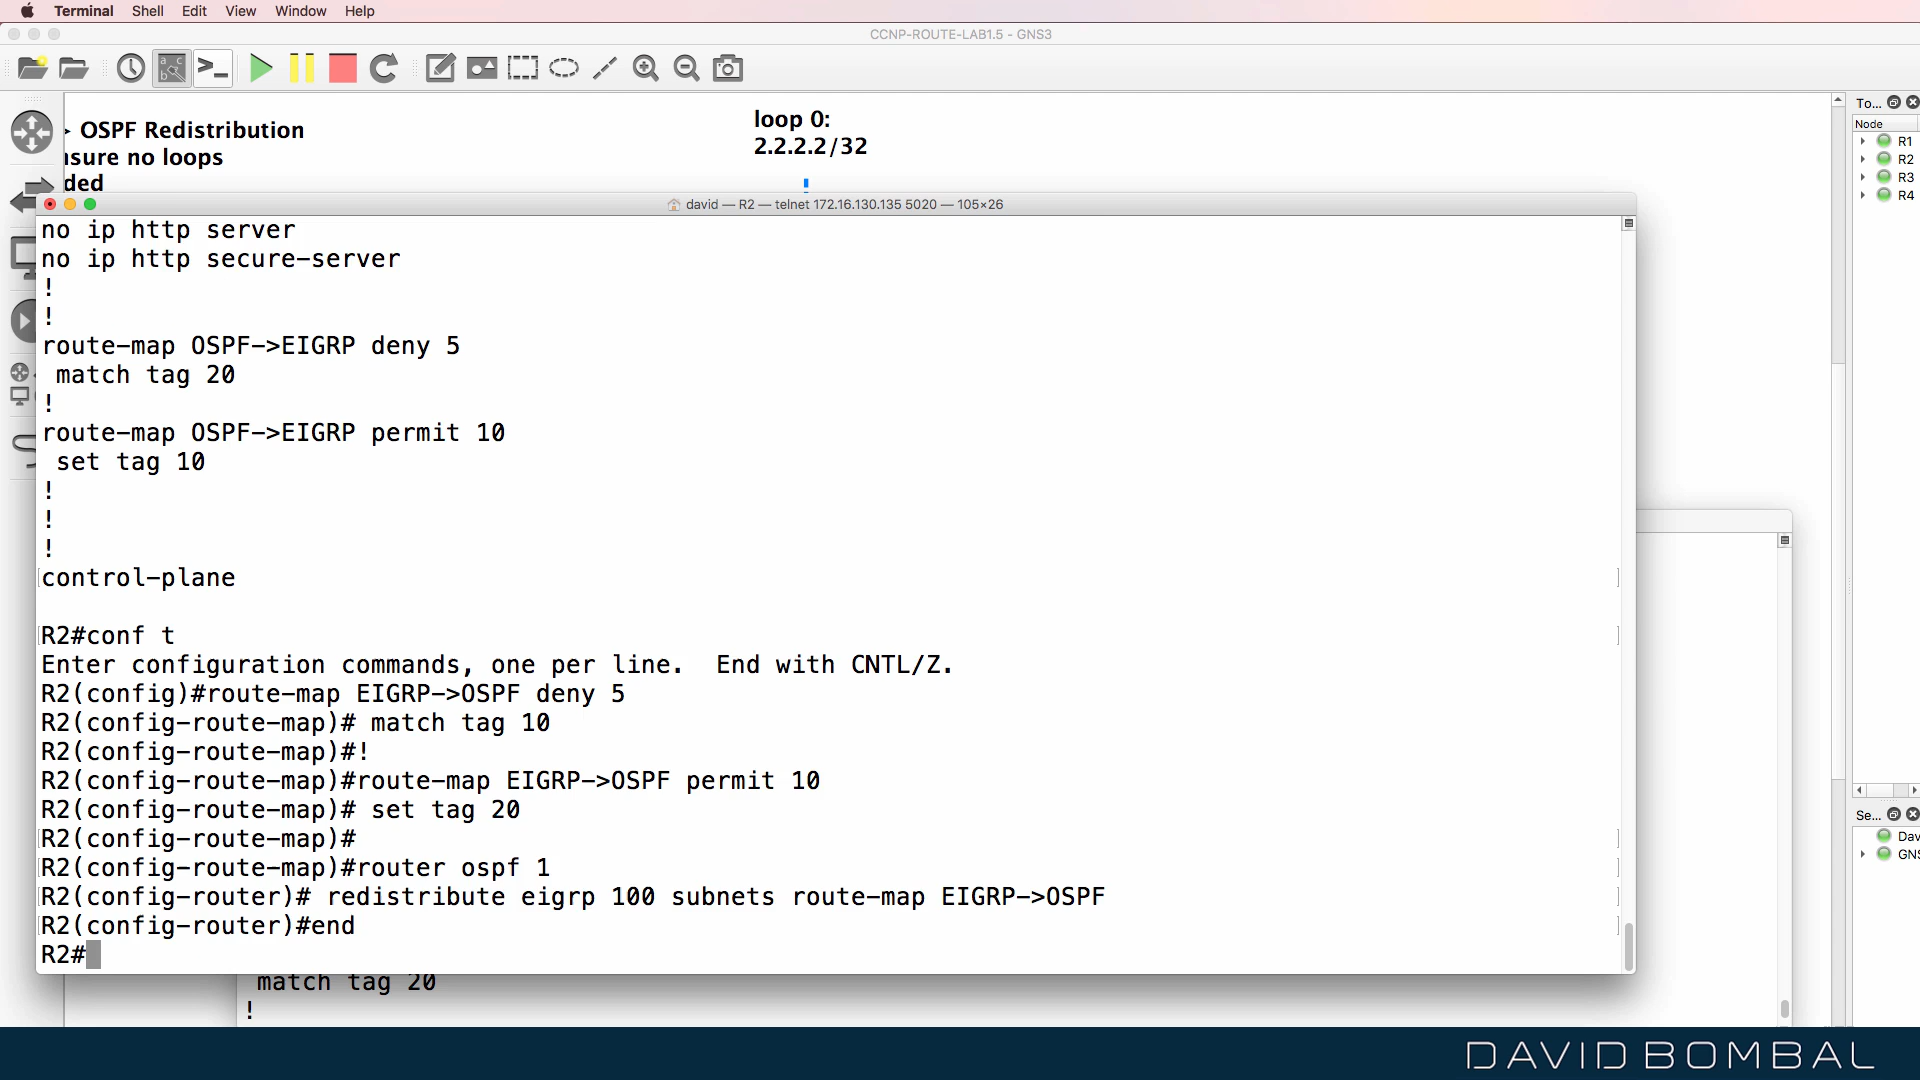 Terminal Shell Edit View Window Help
CCNP-ROUTE-LAB1.5 - GNS3
OSPF Redistribution
nsure no loops
ded
loop 0:
2.2.2.2/32
To...
Node
R1
R2
R3
R4
david — R2 — telnet 172.16.130.135 5020 — 105×26
no ip http server
no ip http secure-server
!
!
route-map OSPF->EIGRP deny 5
match tag 20
!
route-map OSPF->EIGRP permit 10
set tag 10
!
!
!
control-plane
R2#conf t
Enter configuration commands, one per line.  End with CNTL/Z.
R2(config)#route-map EIGRP->OSPF deny 5
R2(config-route-map)# match tag 10
R2(config-route-map)#!
R2(config-route-map)#route-map EIGRP->OSPF permit 10
R2(config-route-map)# set tag 20
R2(config-route-map)#
R2(config-route-map)#router ospf 1
R2(config-router)# redistribute eigrp 100 subnets route-map EIGRP->OSPF
R2(config-router)#end
R2#
Se...
Dav
GNS
match tag 20
!
DAVID BOMBAL